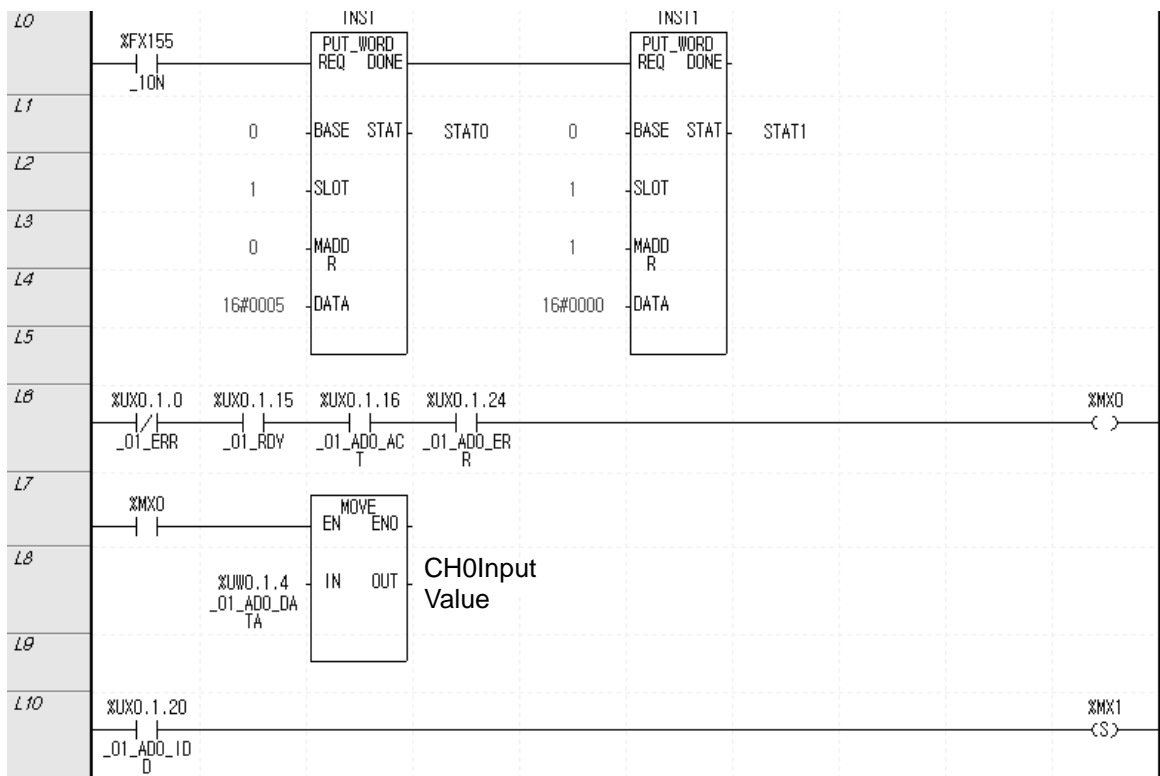 L0
INST INST1
%FX155 PUT_WORD PUT_WORD
REQ DONE REQ DONE
_1ON
L1
0 BASE STAT STAT0 0 BASE STAT STAT1
L2
1 SLOT 1 SLOT
L3
0 MADD 1 MADD
R R
L4
16#0005 DATA 16#0000 DATA
L5
L6
%UX0.1.0 %UX0.1.15 %UX0.1.16 %UX0.1.24 %MX0
_01_ERR _01_RDY _01_AD0_AC _01_AD0_ER
T R
L7
%MX0 MOVE
EN ENO
L8
CH0Input
%UW0.1.4 IN OUT
Value
_01_AD0_DA
TA
L9
L10
%UX0.1.20 %MX1
(S)
_01_AD0_ID
D